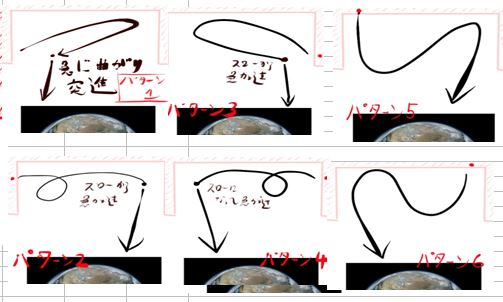 急に曲がり
突進
パターン
1
スローから
急加速
パターン3
パターン5
スローから
急加速
パターン2
スローに
なって急加速
パターン4
パターン6